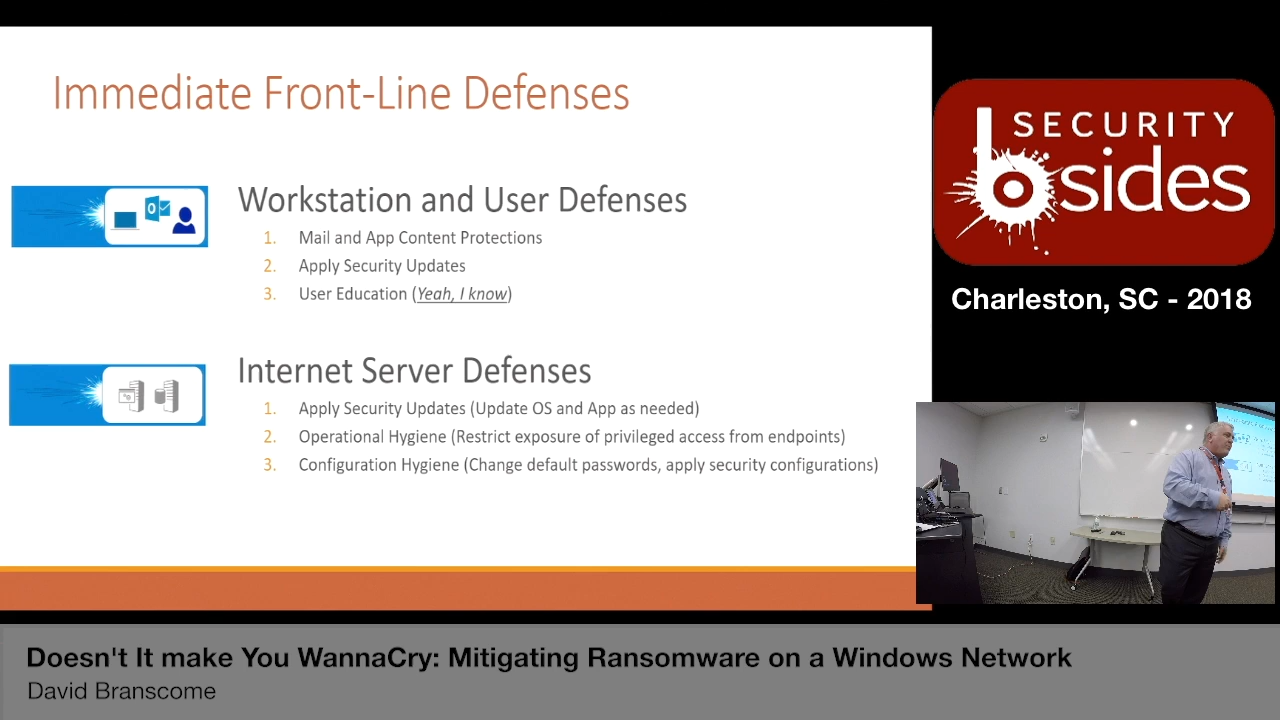 Immediate Front-Line Defenses
Workstation and User Defenses
1. Mail and App Content Protections
2. Apply Security Updates
3. User Education (Yeah, I know)
Internet Server Defenses
1. Apply Security Updates (Update OS and App as needed)
2. Operational Hygiene (Restrict exposure of privileged access from endpoints)
3. Configuration Hygiene (Change default passwords, apply security configurations)
SECURITY
bsides
Charleston, SC - 2018
Doesn't It make You WannaCry: Mitigating Ransomware on a Windows Network
David Branscome